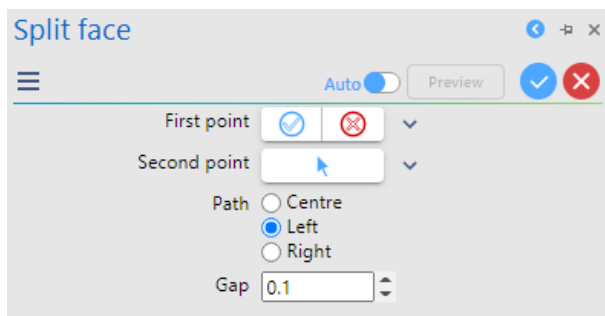 Split face
Auto Preview
First point
Second point
Path Centre
Left
Right
Gap 0.1